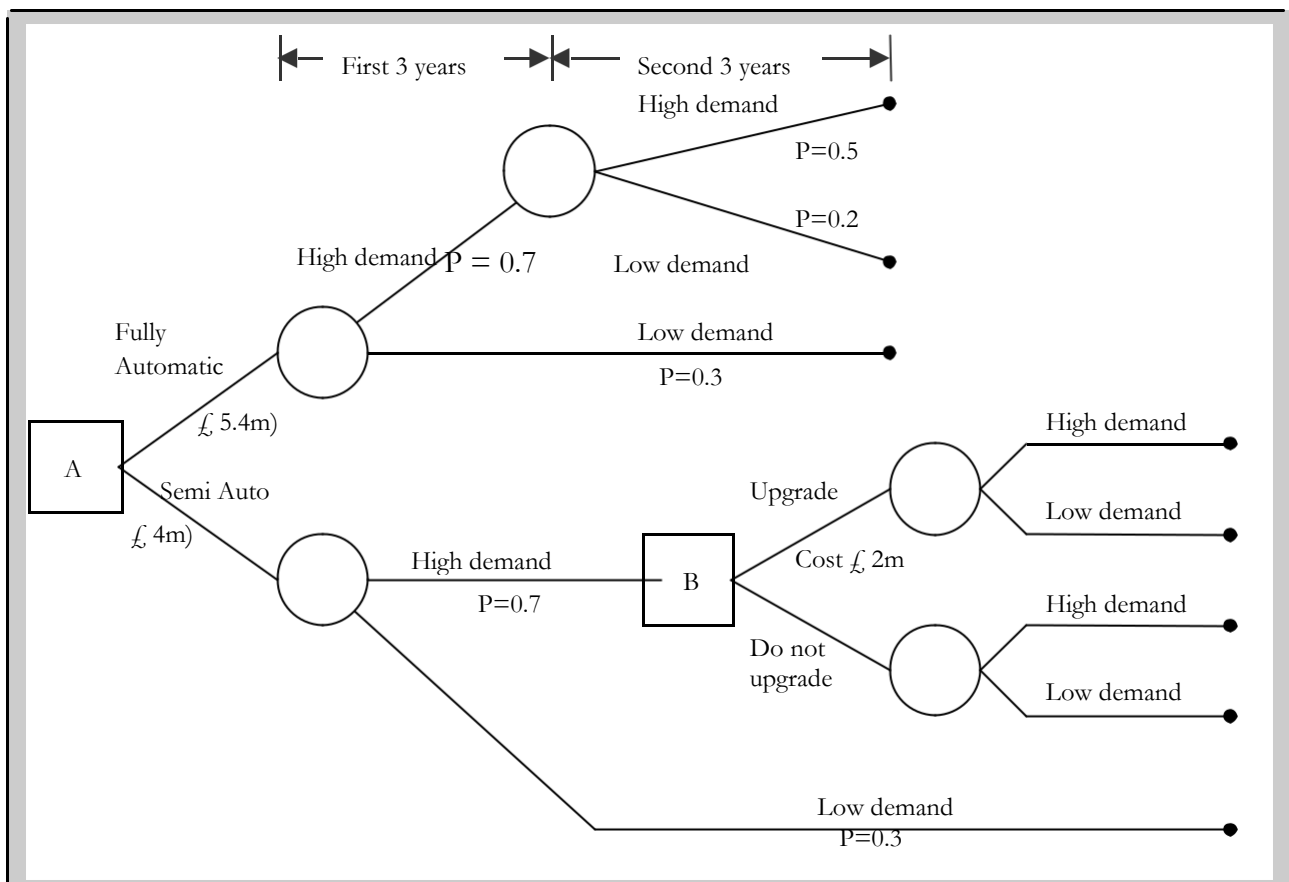 First 3 years
Second 3 years
High demand
P=0.5
P=0.2
High demand P = 0.7
Low demand
Fully
Automatic
Low demand
P=0.3
£ 5.4m)
A
Semi Auto
£ 4m)
High demand
P=0.7
B
Upgrade
Cost £ 2m
High demand
Low demand
Do not
upgrade
High demand
Low demand
Low demand
P=0.3